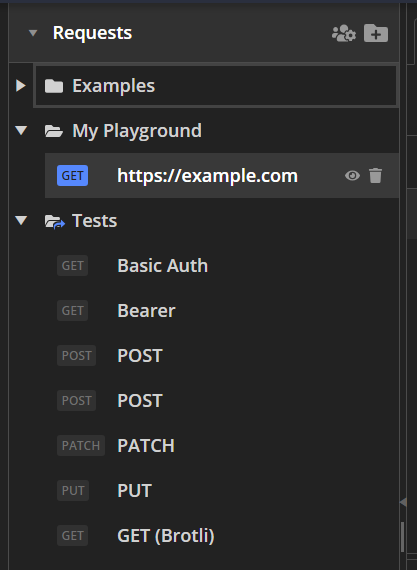 Requests
Examples
My Playground
GET https://example.com
Tests
GET Basic Auth
GET Bearer
POST POST
POST POST
PATCH PATCH
PUT PUT
GET GET (Brotli)